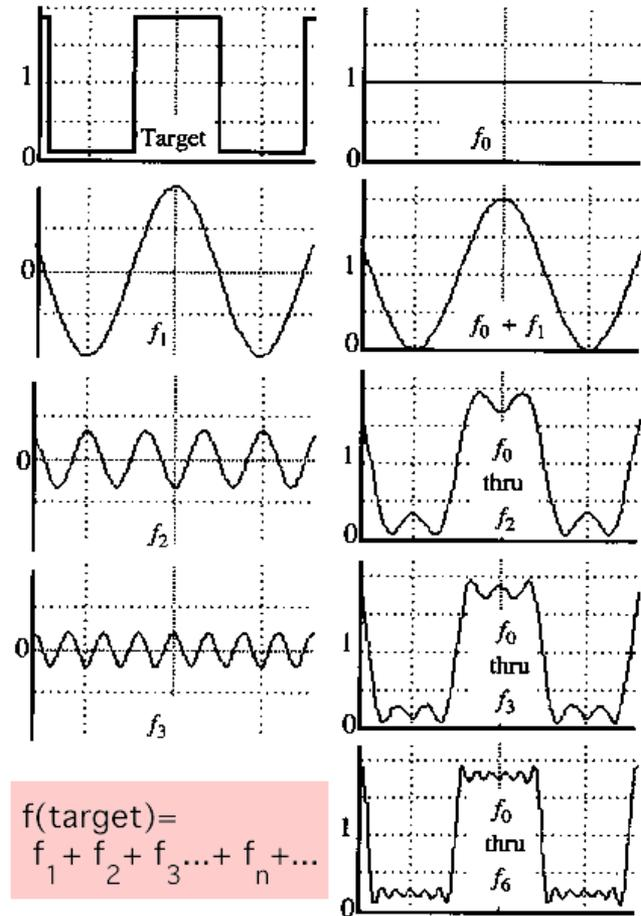 1
0
Target
1
f0
0
0
f1
1
f0 + f1
0
0
f2
1
f0
thru
f2
0
0
f3
1
f0
thru
f3
0
f(target)=
f1 + f2 + f3...+ fn+...
1
f0
thru
f6
0